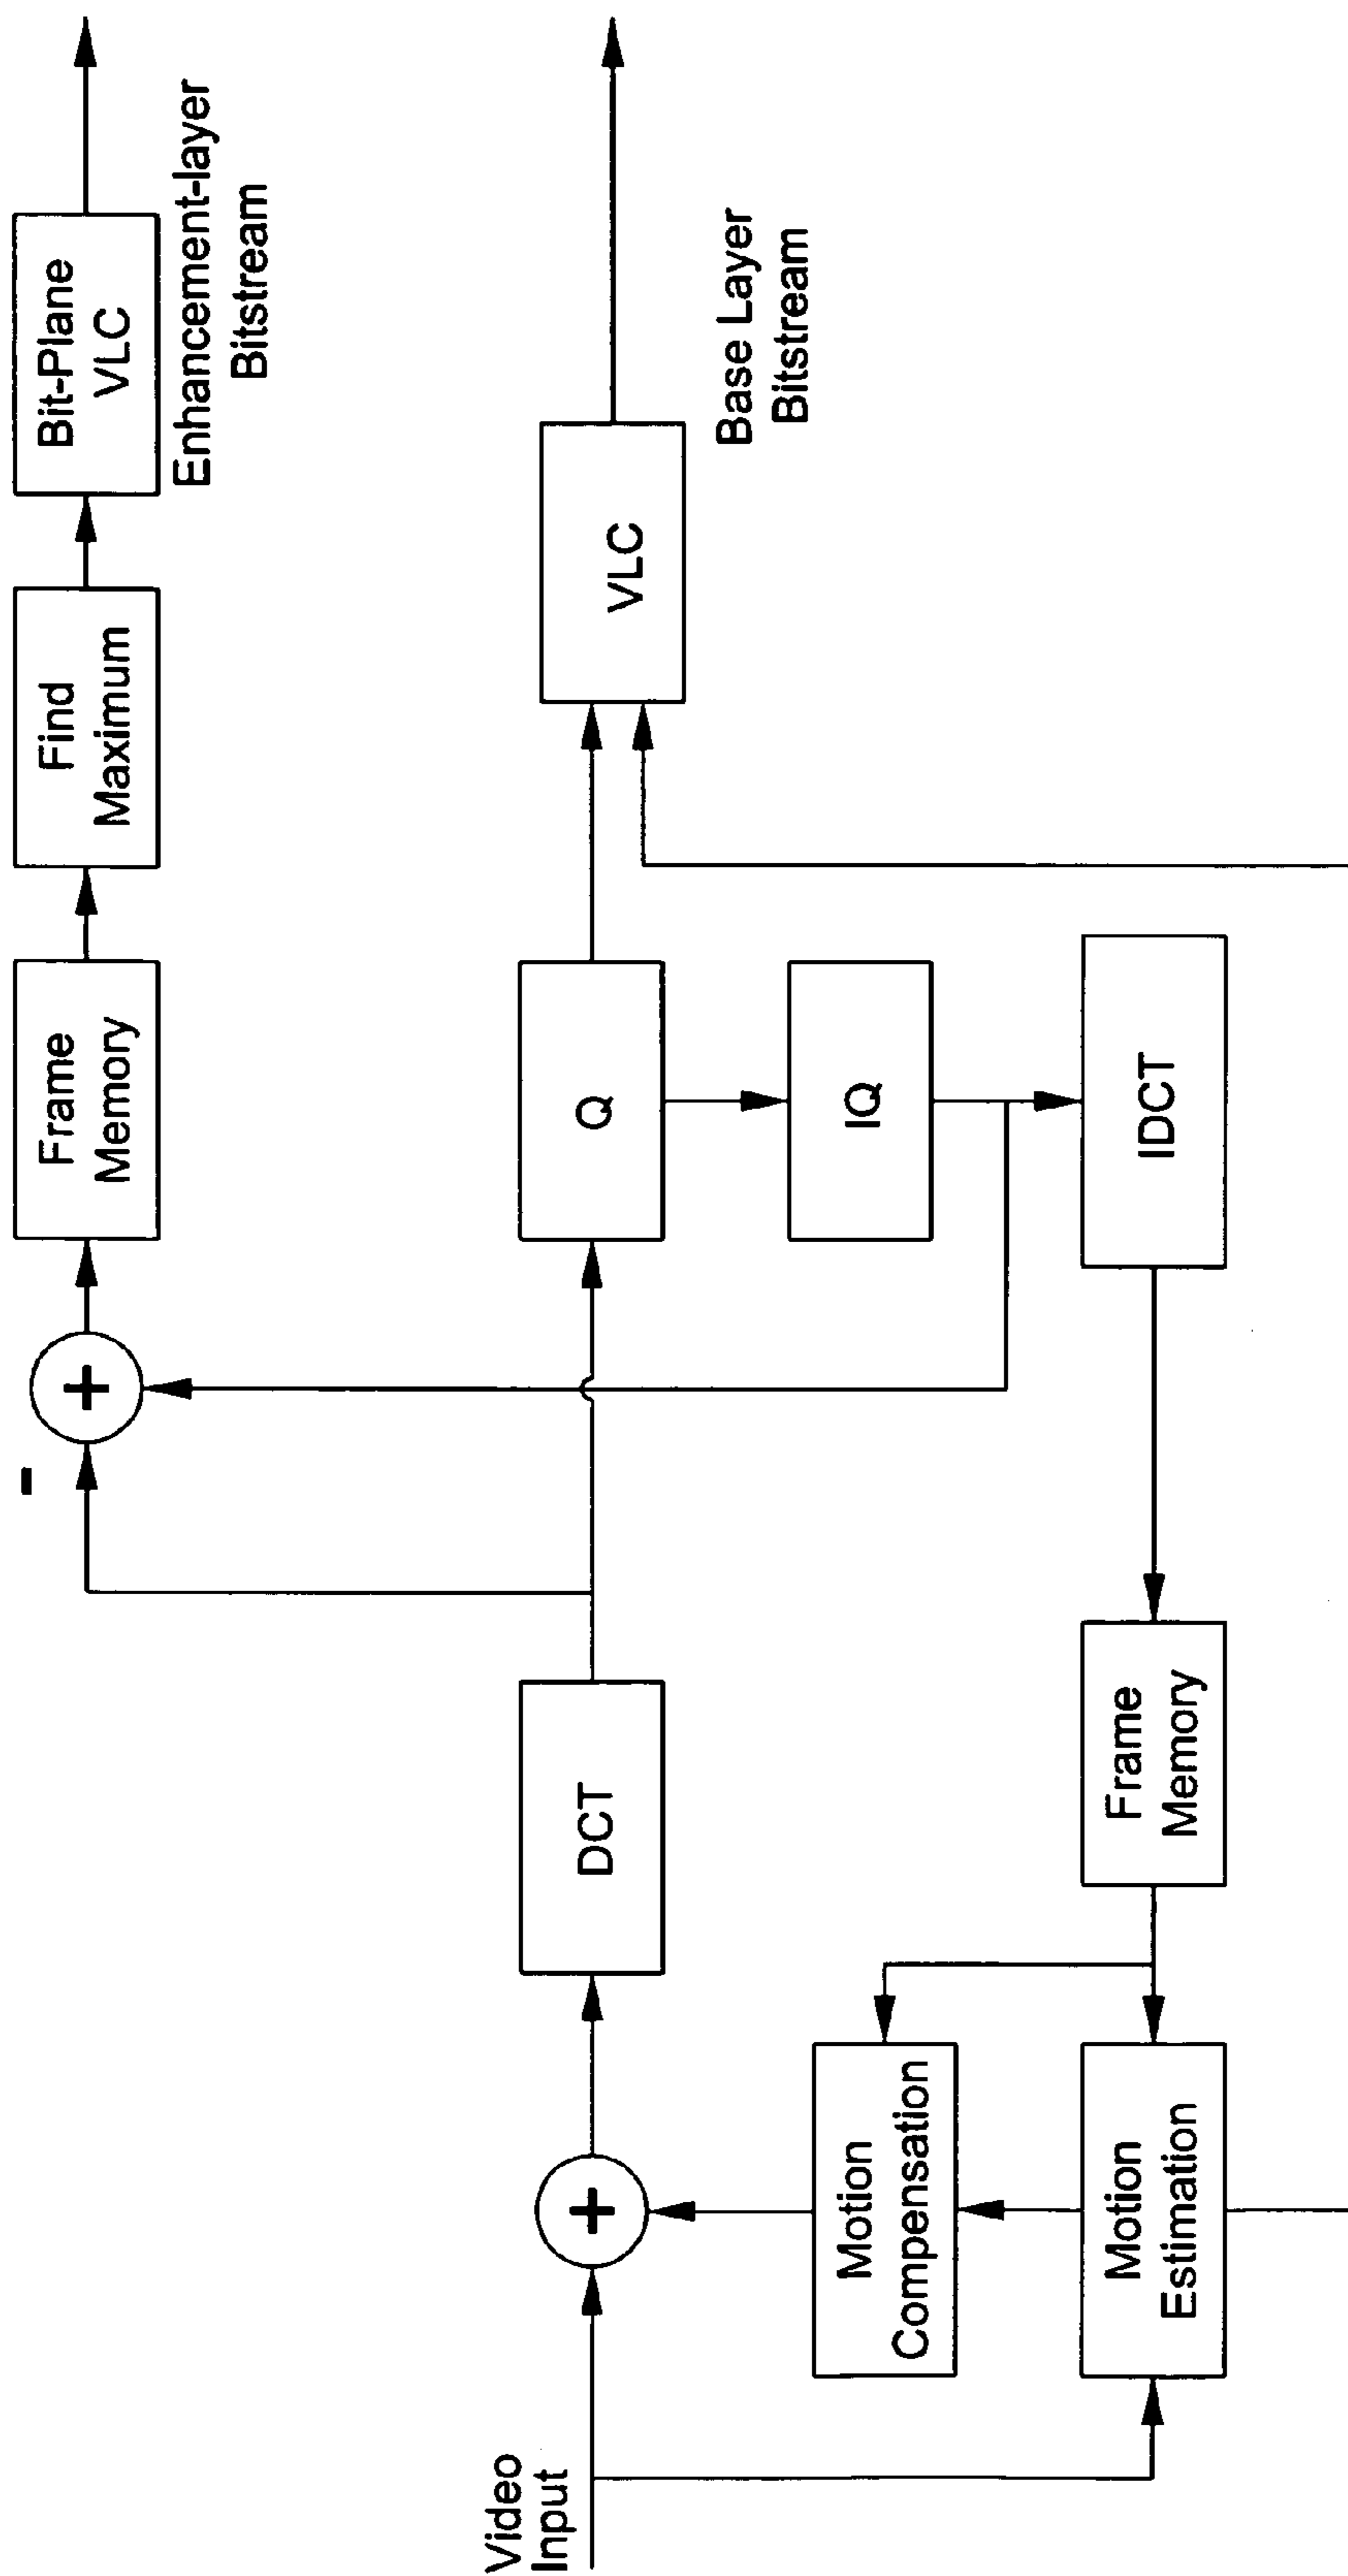 Frame
Memory
Find
Maximum
Bit-Plane
VLC
-
+
Enhancement-layer
Bitstream
Video
Input
+
DCT
Q
VLC
Base Layer
Bitstream
IQ
Motion
Compensation
Motion
Estimation
Frame
Memory
IDCT